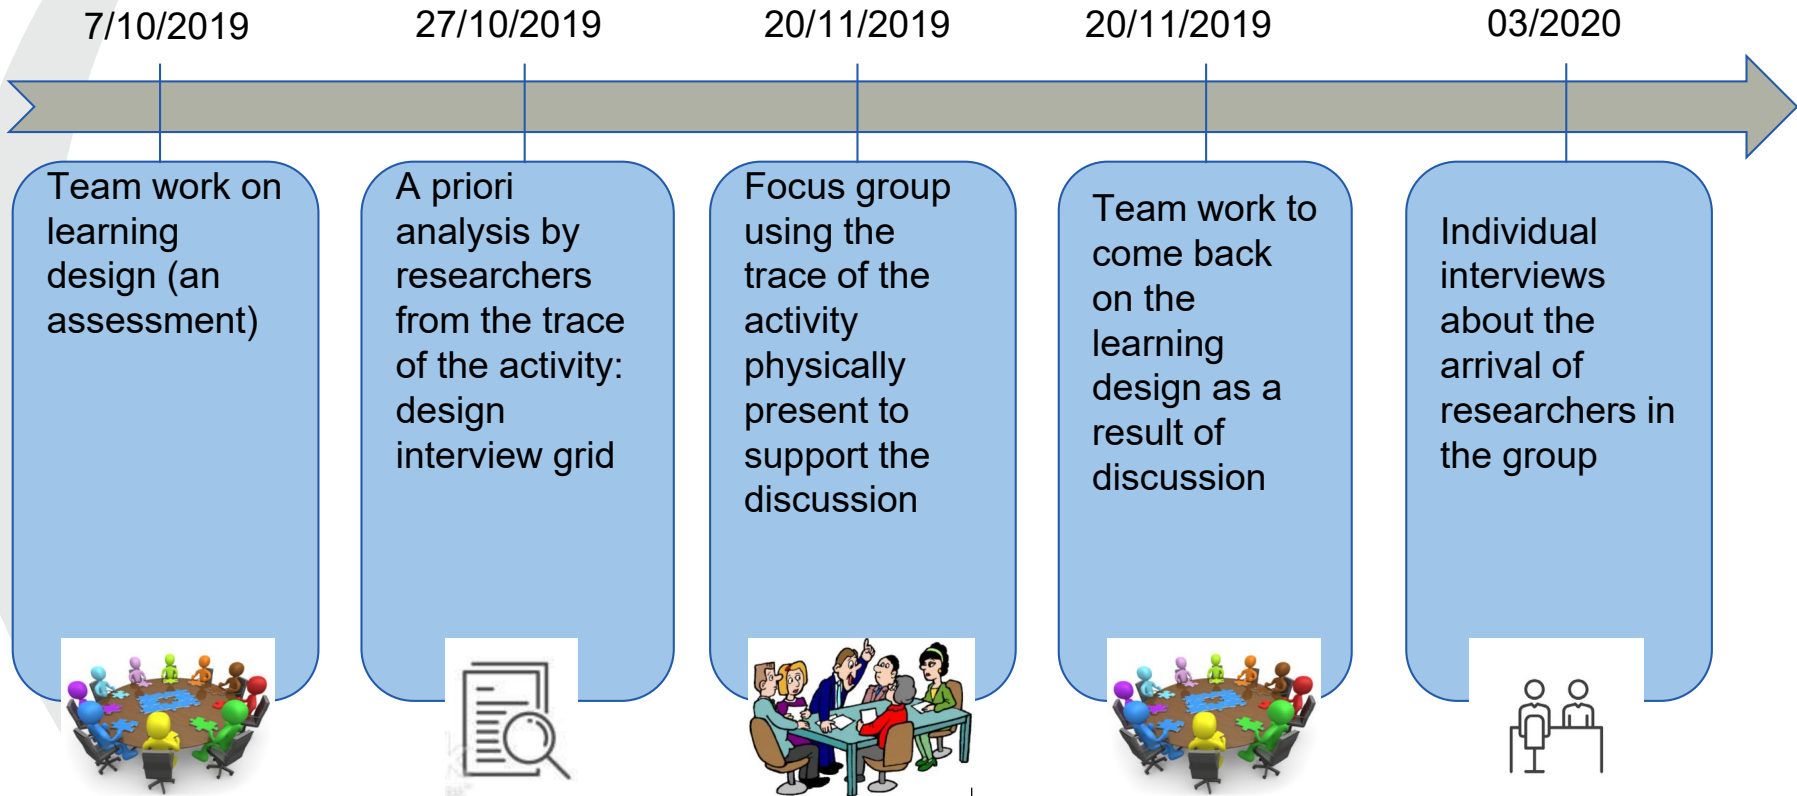 7/10/2019
27/10/2019
20/11/2019
20/11/2019
03/2020
Team work on
learning
design (an
assessment)
A priori
analysis by
researchers
from the trace
of the activity:
design
interview grid
Focus group
using the
trace of the
activity
physically
present to
support the
discussion
Team work to
come back
on the
learning
design as a
result of
discussion
Individual
interviews
about the
arrival of
researchers in
the group